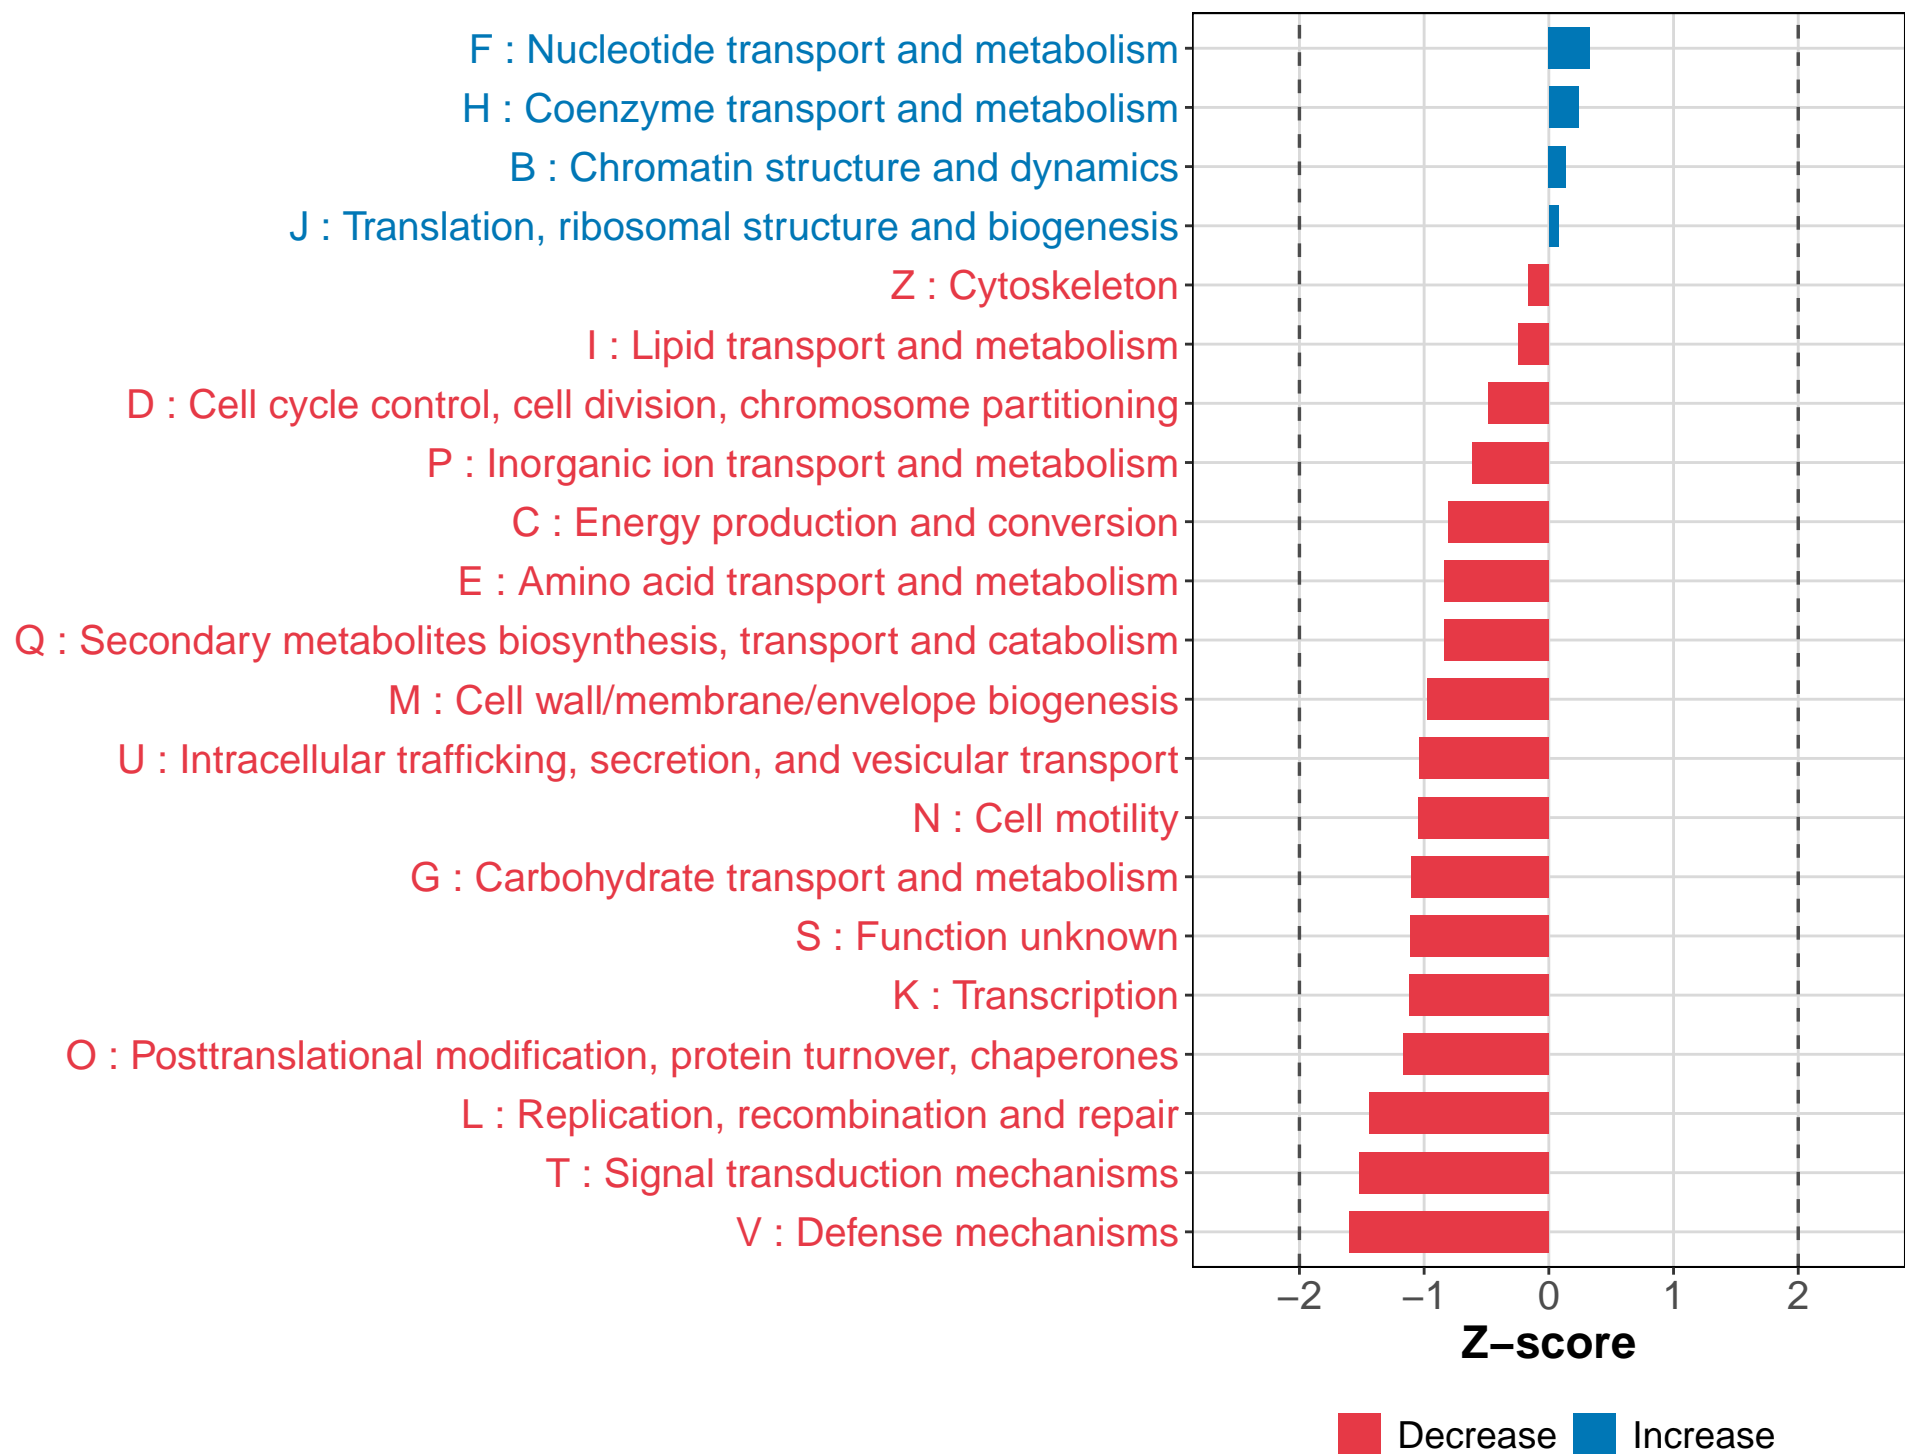 F : Nucleotide transport and metabolism
H : Coenzyme transport and metabolism
B : Chromatin structure and dynamics
J : Translation, ribosomal structure and biogenesis
Z : Cytoskeleton
I : Lipid transport and metabolism
D : Cell cycle control, cell division, chromosome partitioning
P : Inorganic ion transport and metabolism
C : Energy production and conversion
E : Amino acid transport and metabolism
Q : Secondary metabolites biosynthesis, transport and catabolism
M : Cell wall/membrane/envelope biogenesis
U : Intracellular trafficking, secretion, and vesicular transport
N : Cell motility
G : Carbohydrate transport and metabolism
S : Function unknown
K : Transcription
O : Posttranslational modification, protein turnover, chaperones
L : Replication, recombination and repair
T : Signal transduction mechanisms
V : Defense mechanisms
−2 −1 0 1 2
Z−score
Decrease Increase